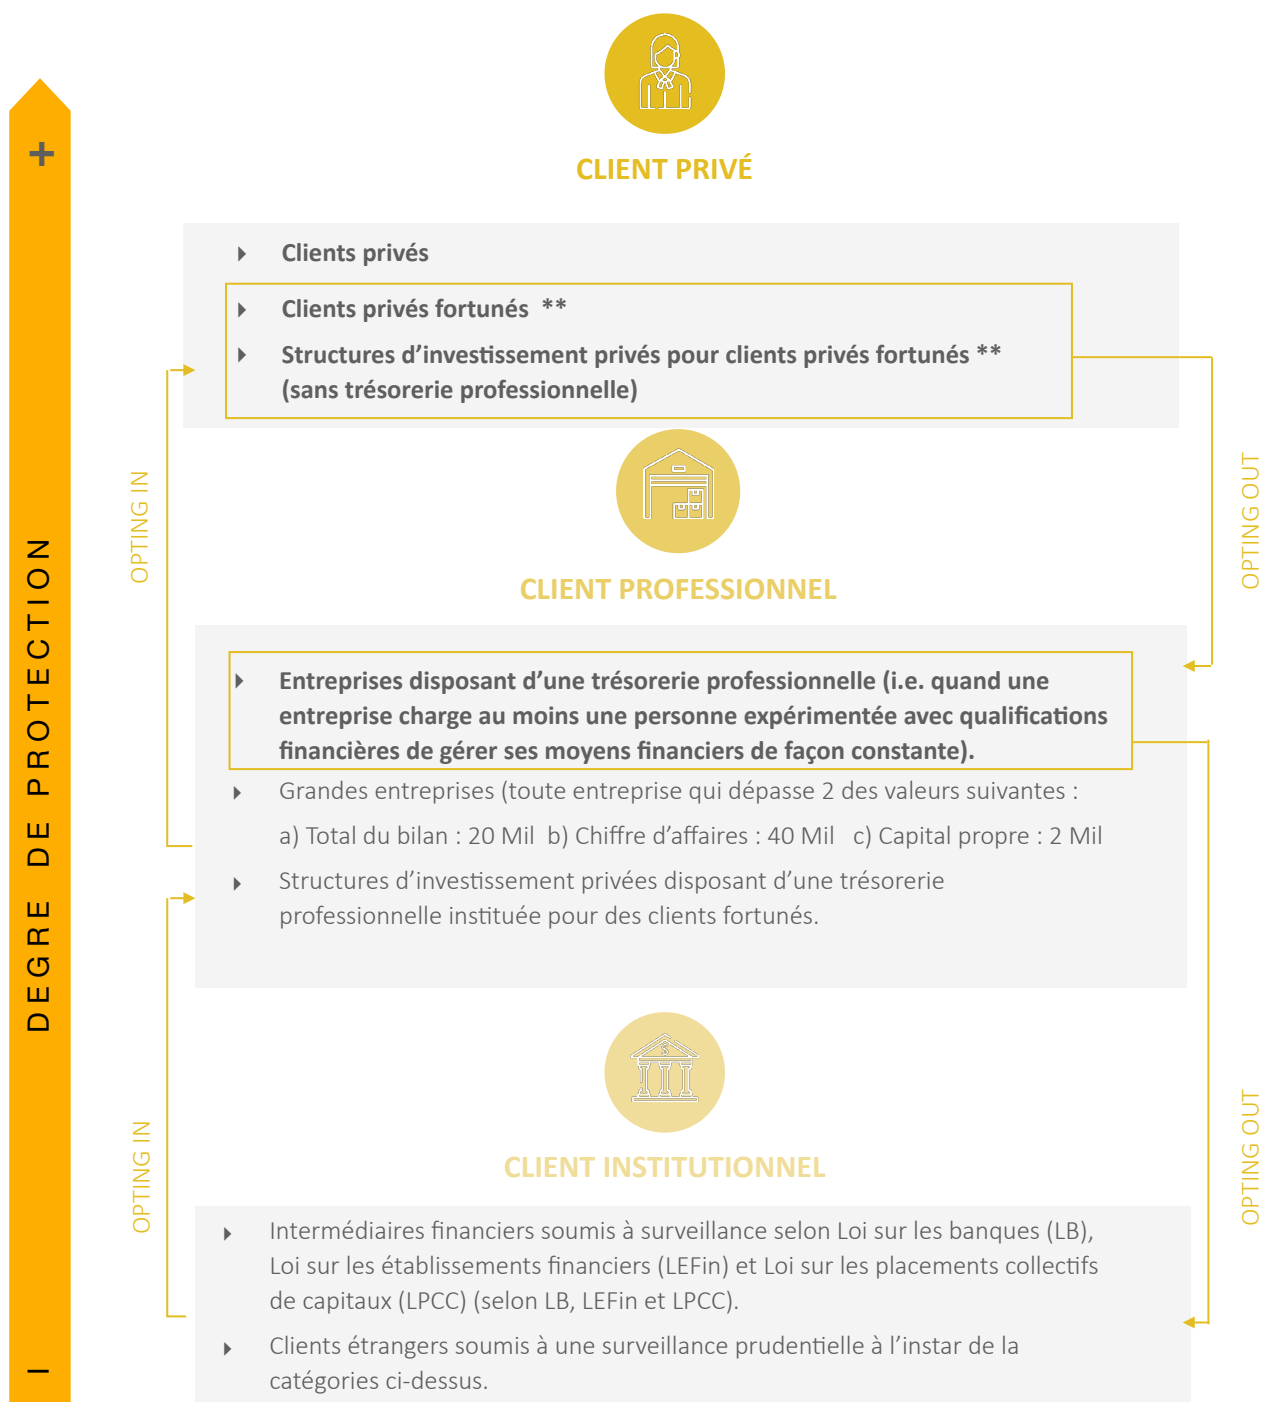 +
CLIENT PRIVÉ
Clients privés
Clients privés fortunés **
Structures d’investissement privés pour clients privés fortunés **
(sans trésorerie professionnelle)
OPTING IN
OPTING OUT
CLIENT PROFESSIONNEL
DEGRE DE PROTECTION
Entreprises disposant d’une trésorerie professionnelle (i.e. quand une
entreprise charge au moins une personne expérimentée avec qualifications
financières de gérer ses moyens financiers de façon constante).
Grandes entreprises (toute entreprise qui dépasse 2 des valeurs suivantes :
a) Total du bilan : 20 Mil b) Chiffre d’affaires : 40 Mil c) Capital propre : 2 Mil
Structures d’investissement privées disposant d’une trésorerie
professionnelle instituée pour des clients fortunés.
$
CLIENT INSTITUTIONNEL
OPTING IN
OPTING OUT
Intermédiaires financiers soumis à surveillance selon Loi sur les banques (LB),
Loi sur les établissements financiers (LEFin) et Loi sur les placements collectifs
de capitaux (LPCC) (selon LB, LEFin et LPCC).
Clients étrangers soumis à une surveillance prudentielle à l’instar de la
catégories ci-dessus.
–